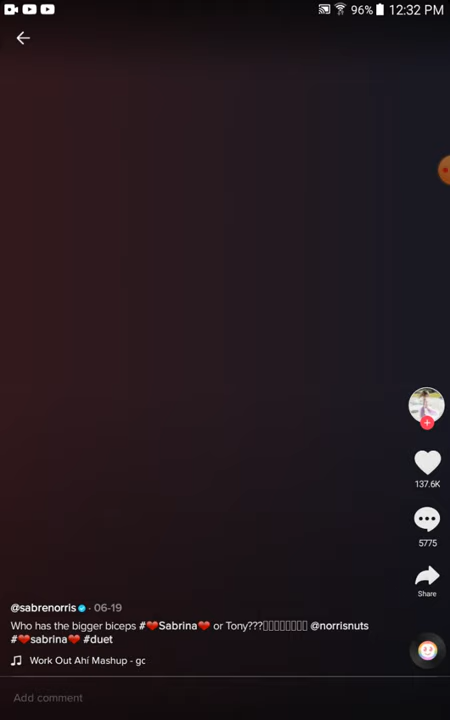 96% 12:32 PM
137.6K
5775
Share
@sabrenorris · 06-19
Who has the bigger biceps #❤️Sabrina❤️ or Tony???▯▯▯▯▯▯▯▯ @norrisnuts
#❤️sabrina❤️ #duet
Work Out Ahí Mashup - gc
Add comment